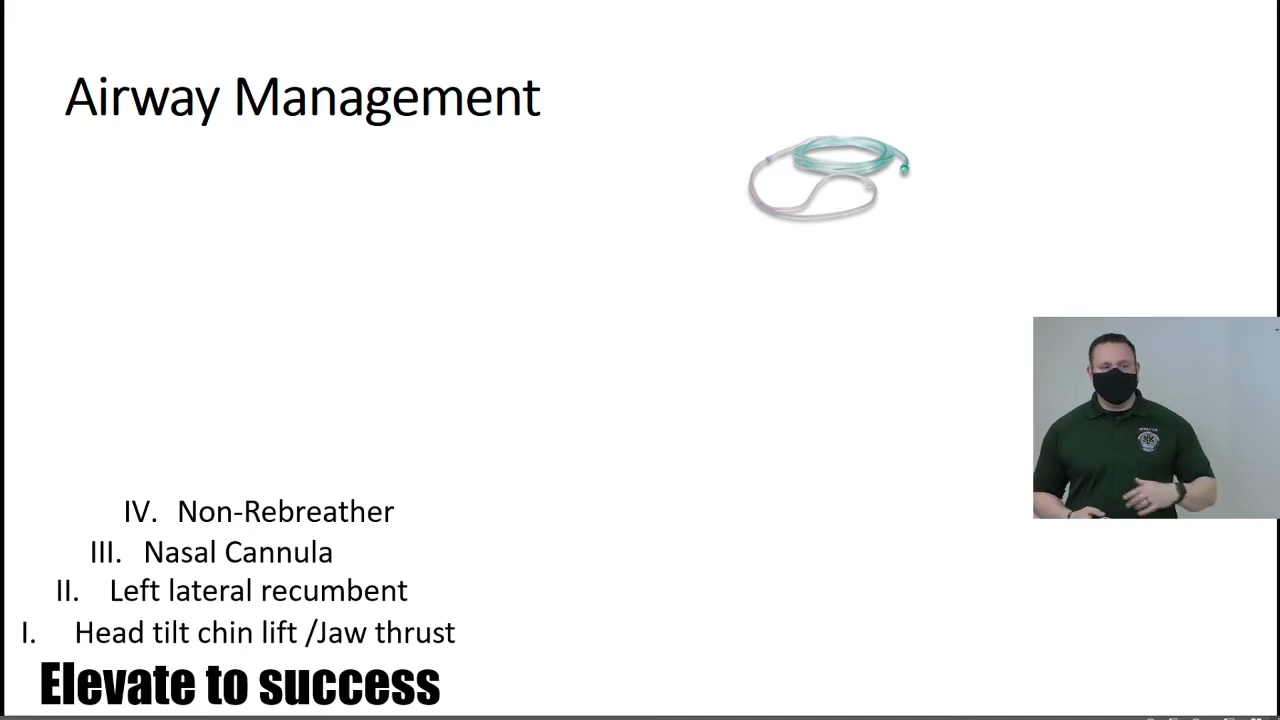 Airway Management
IV. Non-Rebreather
III. Nasal Cannula
II. Left lateral recumbent
I. Head tilt chin lift /Jaw thrust
Elevate to success